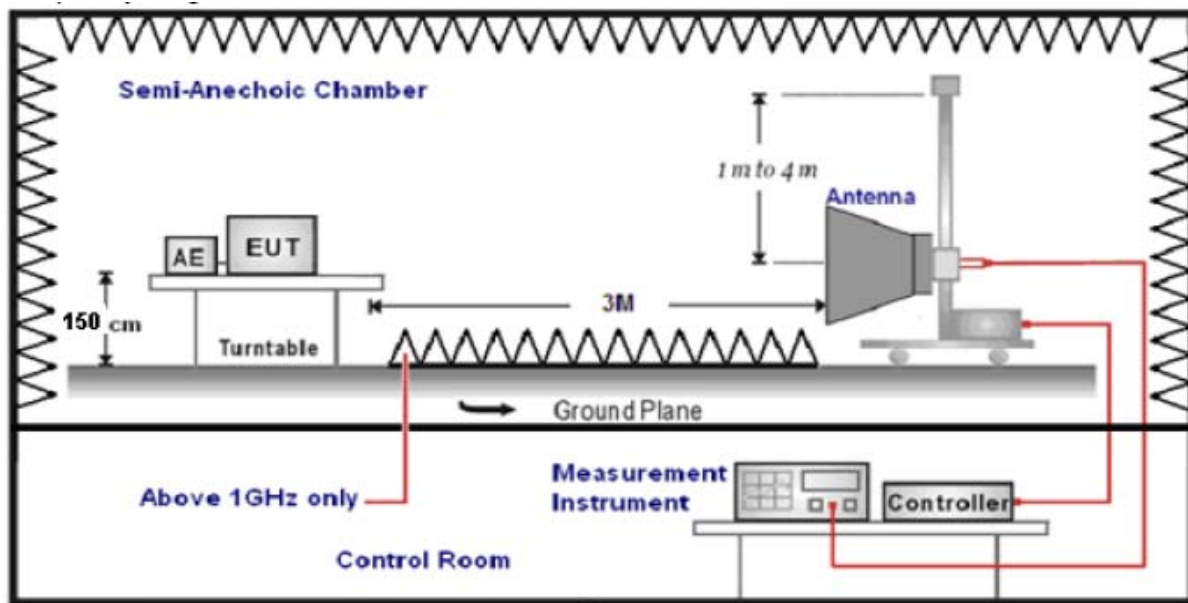 Semi-Anechoic Chamber
1 m to 4 m
Antenna
AE
EUT
3M
150 cm
Turntable
Ground Plane
Above 1GHz only
Measurement
Instrument
Controller
Control Room